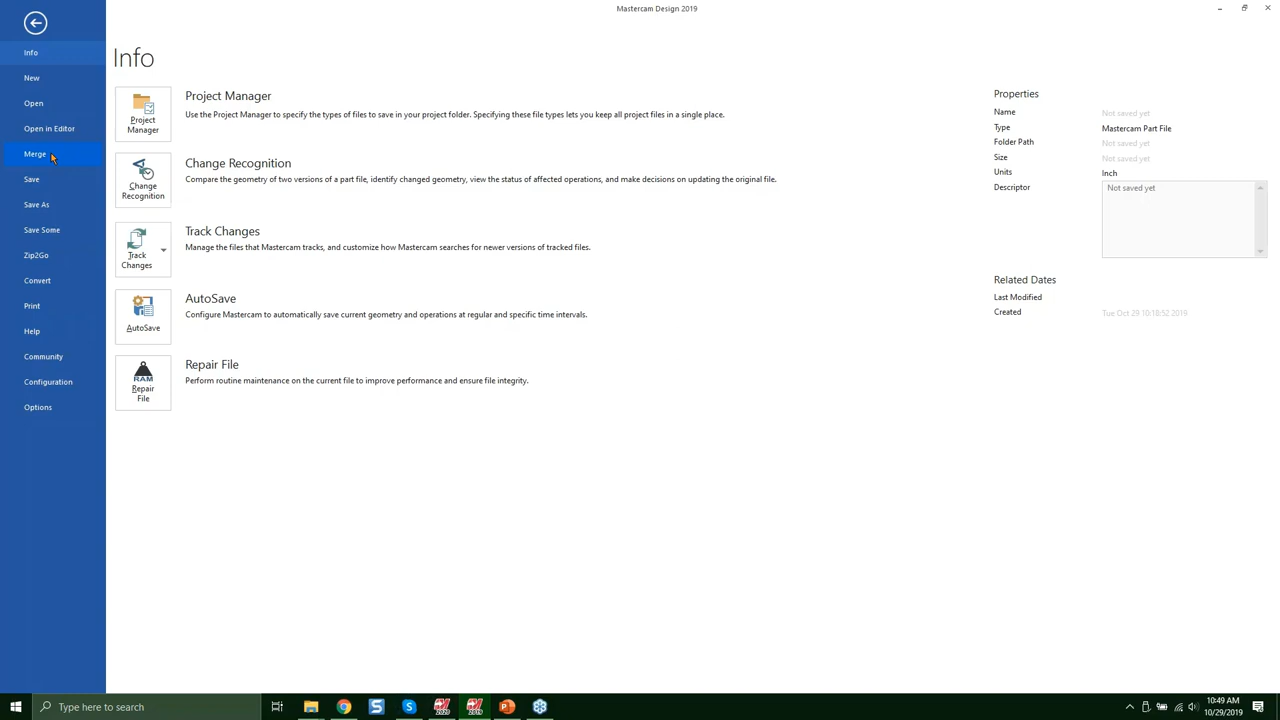 Mastercam Design 2019
Info
New
Open
Open in Editor
Merge
Save
Save As
Save Some
Zip2Go
Convert
Print
Help
Community
Configuration
Options
Info
Project
Manager
Project Manager
Use the Project Manager to specify the types of files to save in your project folder. Specifying these file types lets you keep all project files in a single place.
Change
Recognition
Change Recognition
Compare the geometry of two versions of a part file, identify changed geometry, view the status of affected operations, and make decisions on updating the original file.
Track
Changes
Track Changes
Manage the files that Mastercam tracks, and customize how Mastercam searches for newer versions of tracked files.
AutoSave
AutoSave
Configure Mastercam to automatically save current geometry and operations at regular and specific time intervals.
RAM
Repair
File
Repair File
Perform routine maintenance on the current file to improve performance and ensure file integrity.
Properties
Name Not saved yet
Type Mastercam Part File
Folder Path Not saved yet
Size Not saved yet
Units Inch
Descriptor Not saved yet
Related Dates
Last Modified
Created Tue Oct 29 10:18:52 2019
Type here to search
2020
2019
10:49 AM
10/29/2019